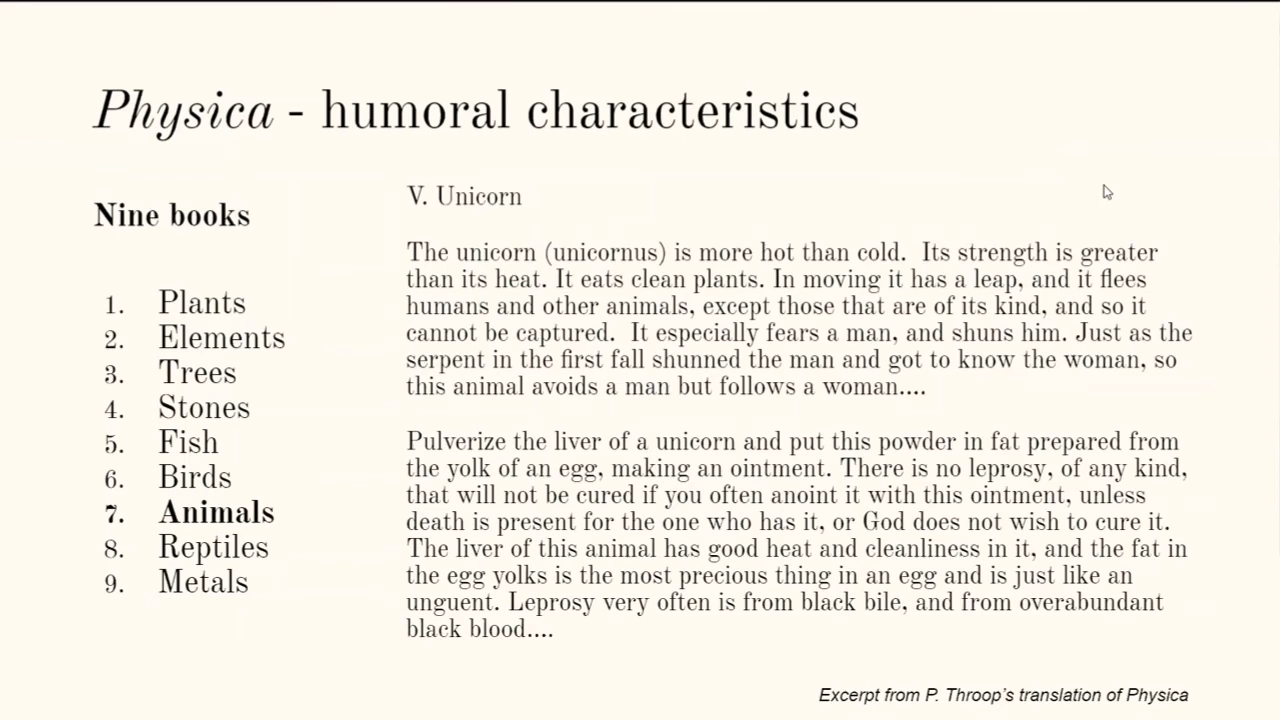 Physica - humoral characteristics
Nine books
1. Plants
2. Elements
3. Trees
4. Stones
5. Fish
6. Birds
7. Animals
8. Reptiles
9. Metals
V. Unicorn
The unicorn (unicornus) is more hot than cold. Its strength is greater
than its heat. It eats clean plants. In moving it has a leap, and it flees
humans and other animals, except those that are of its kind, and so it
cannot be captured. It especially fears a man, and shuns him. Just as the
serpent in the first fall shunned the man and got to know the woman, so
this animal avoids a man but follows a woman....
Pulverize the liver of a unicorn and put this powder in fat prepared from
the yolk of an egg, making an ointment. There is no leprosy, of any kind,
that will not be cured if you often anoint it with this ointment, unless
death is present for the one who has it, or God does not wish to cure it.
The liver of this animal has good heat and cleanliness in it, and the fat in
the egg yolks is the most precious thing in an egg and is just like an
unguent. Leprosy very often is from black bile, and from overabundant
black blood....
Excerpt from P. Throop's translation of Physica